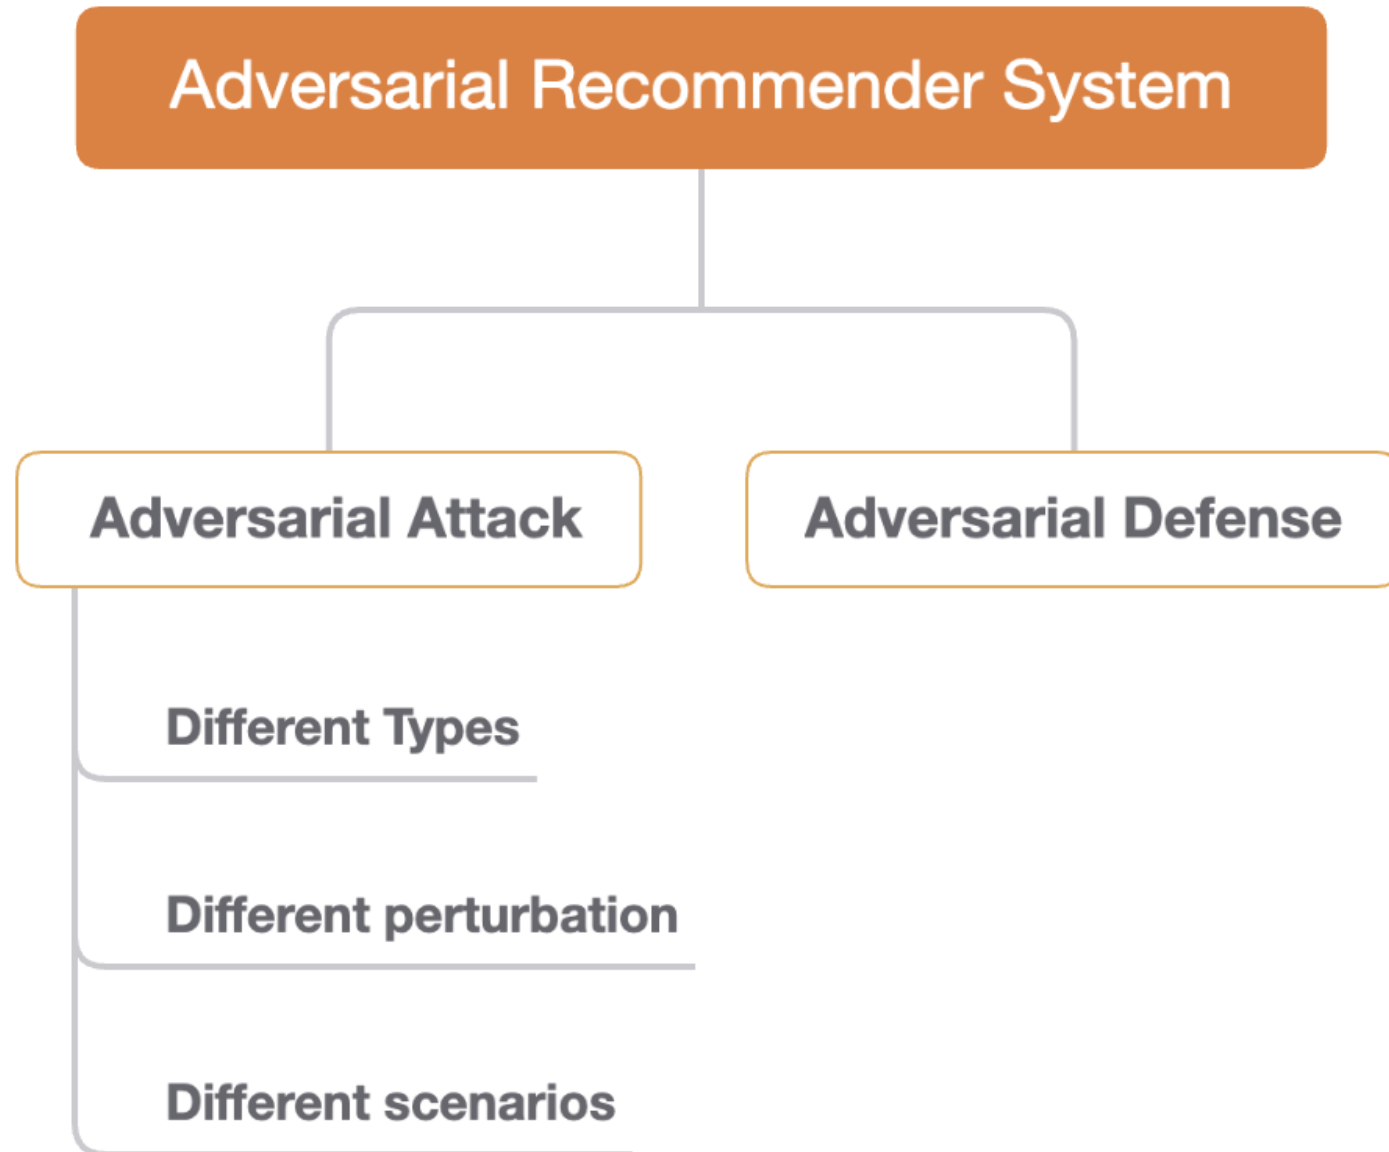 Adversarial Recommender System
Adversarial Attack
Adversarial Defense
Different Types
Different perturbation
Different scenarios